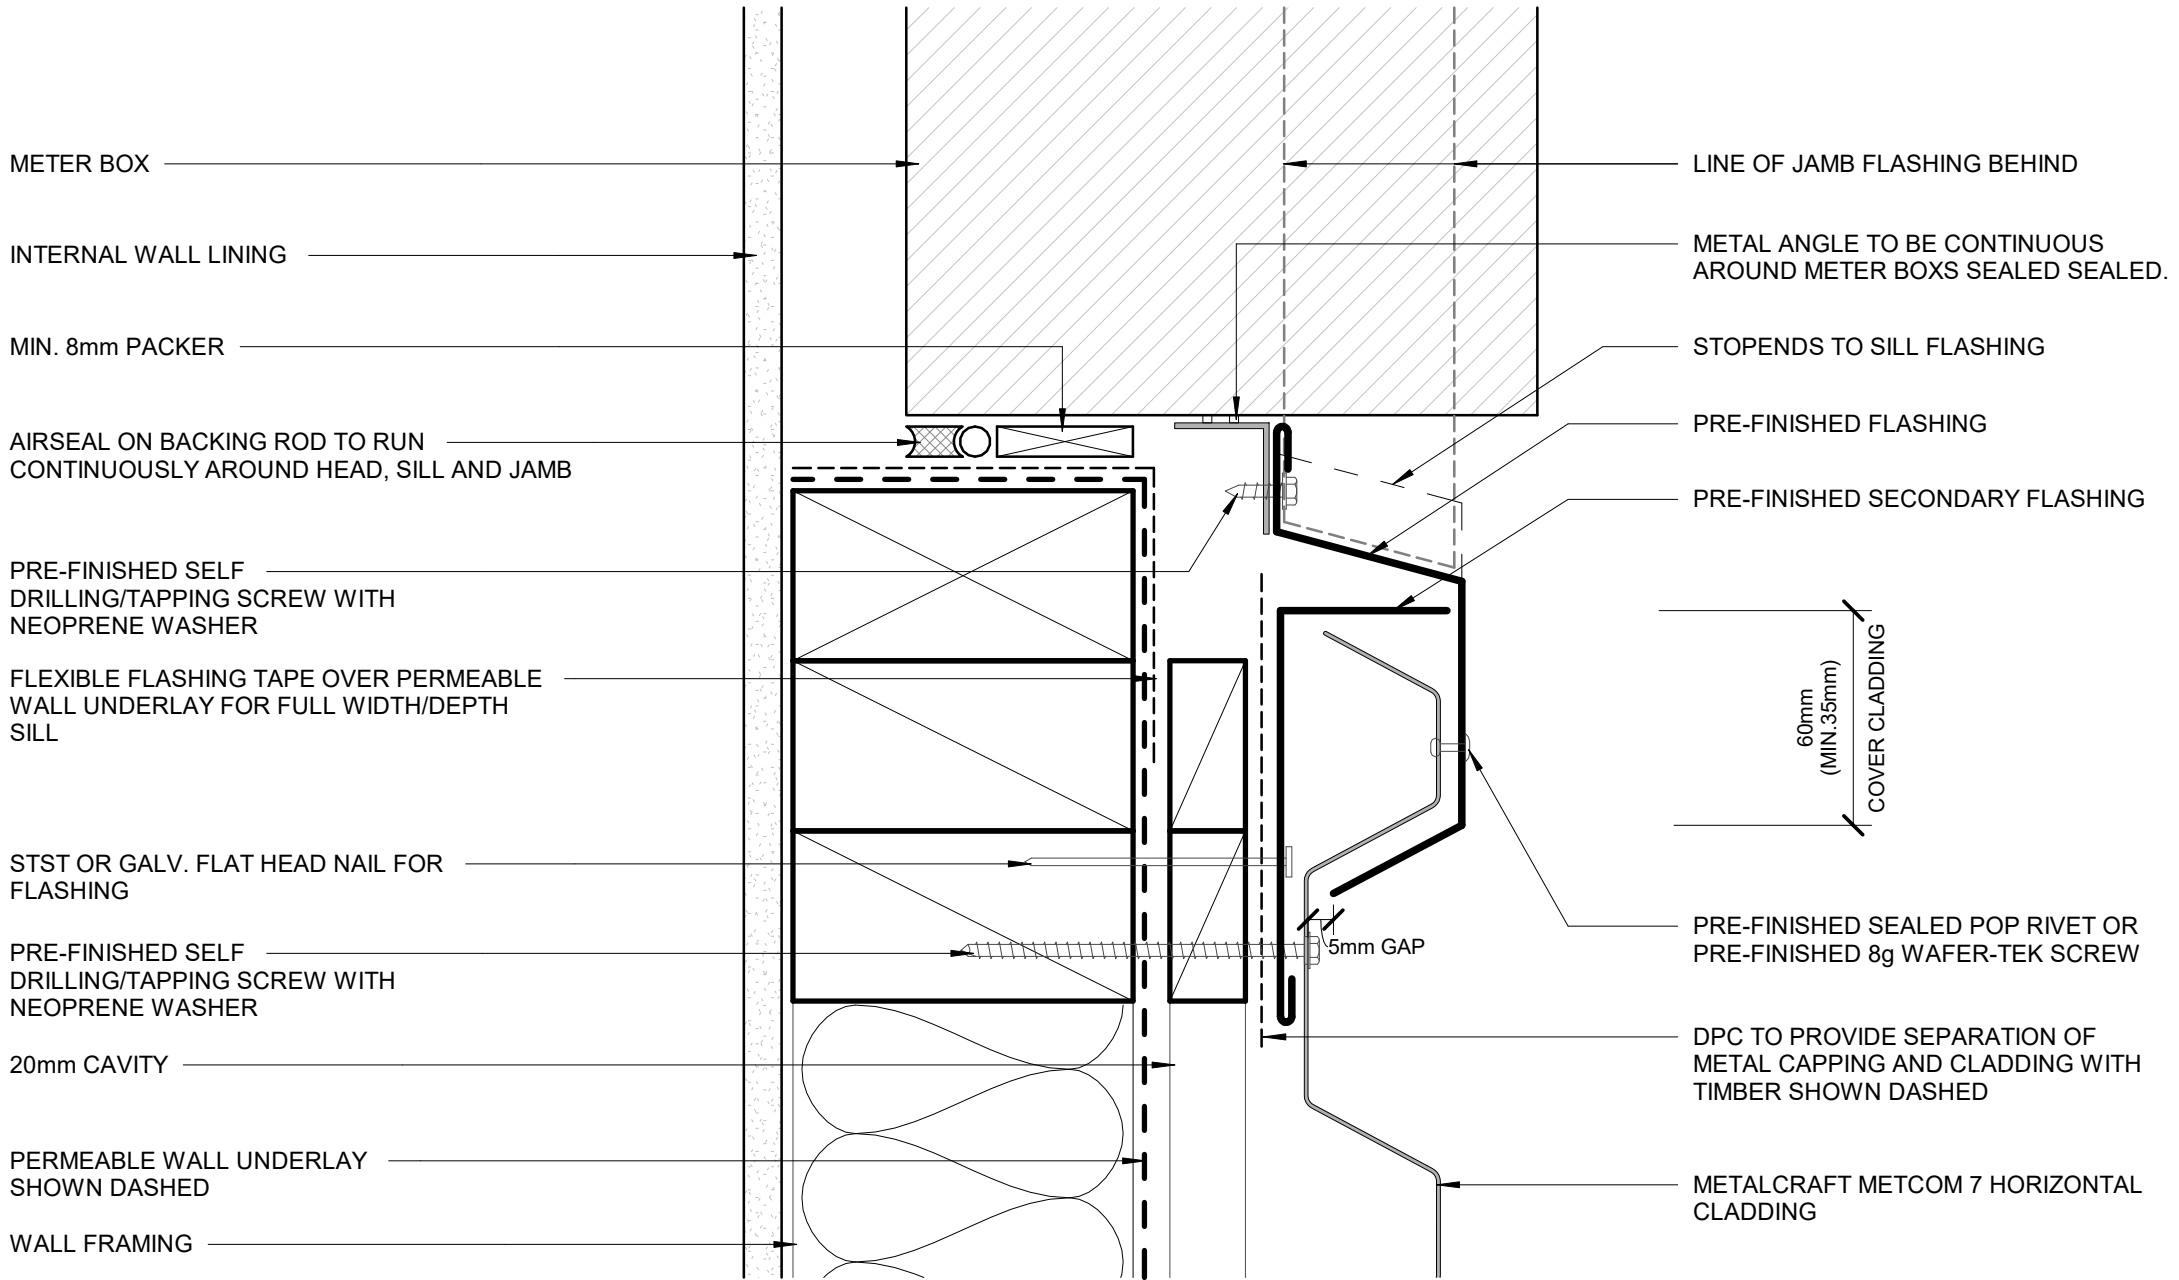 METER BOX
INTERNAL WALL LINING
MIN. 8mm PACKER
AIRSEAL ON BACKING ROD TO RUN
CONTINUOUSLY AROUND HEAD, SILL AND JAMB
PRE-FINISHED SELF
DRILLING/TAPPING SCREW WITH
NEOPRENE WASHER
FLEXIBLE FLASHING TAPE OVER PERMEABLE
WALL UNDERLAY FOR FULL WIDTH/DEPTH
SILL
STST OR GALV. FLAT HEAD NAIL FOR
FLASHING
PRE-FINISHED SELF
DRILLING/TAPPING SCREW WITH
NEOPRENE WASHER
20mm CAVITY
PERMEABLE WALL UNDERLAY
SHOWN DASHED
WALL FRAMING
5mm GAP
LINE OF JAMB FLASHING BEHIND
METAL ANGLE TO BE CONTINUOUS
AROUND METER BOXS SEALED SEALED.
STOPENDS TO SILL FLASHING
PRE-FINISHED FLASHING
PRE-FINISHED SECONDARY FLASHING
60mm
(MIN.35mm)
COVER CLADDING
PRE-FINISHED SEALED POP RIVET OR
PRE-FINISHED 8g WAFER-TEK SCREW
DPC TO PROVIDE SEPARATION OF
METAL CAPPING AND CLADDING WITH
TIMBER SHOWN DASHED
METALCRAFT METCOM 7 HORIZONTAL
CLADDING